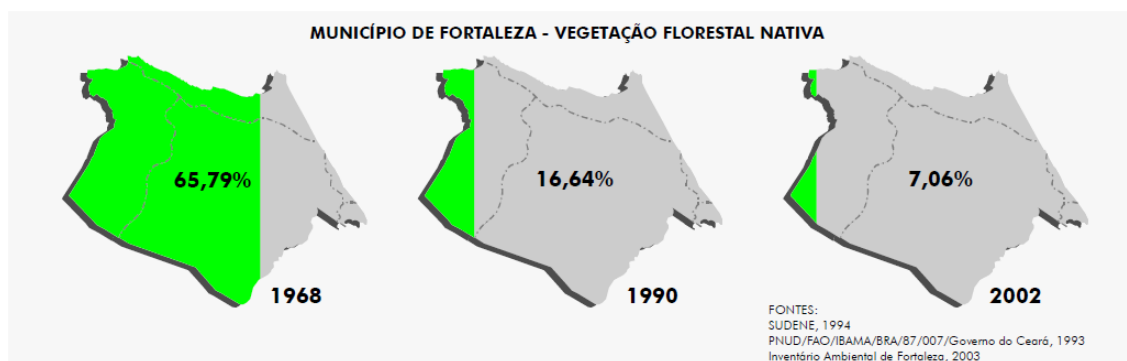 MUNICÍPIO DE FORTALEZA - VEGETAÇÃO FLORESTAL NATIVA
65,79%
16,64%
7,06%
1968
1990
2002
FONTES:
SUDENE, 1994
PNUD/FAO/IBAMA/BRA/87/007/Governo do Ceará, 1993
Inventário Ambiental de Fortaleza, 2003